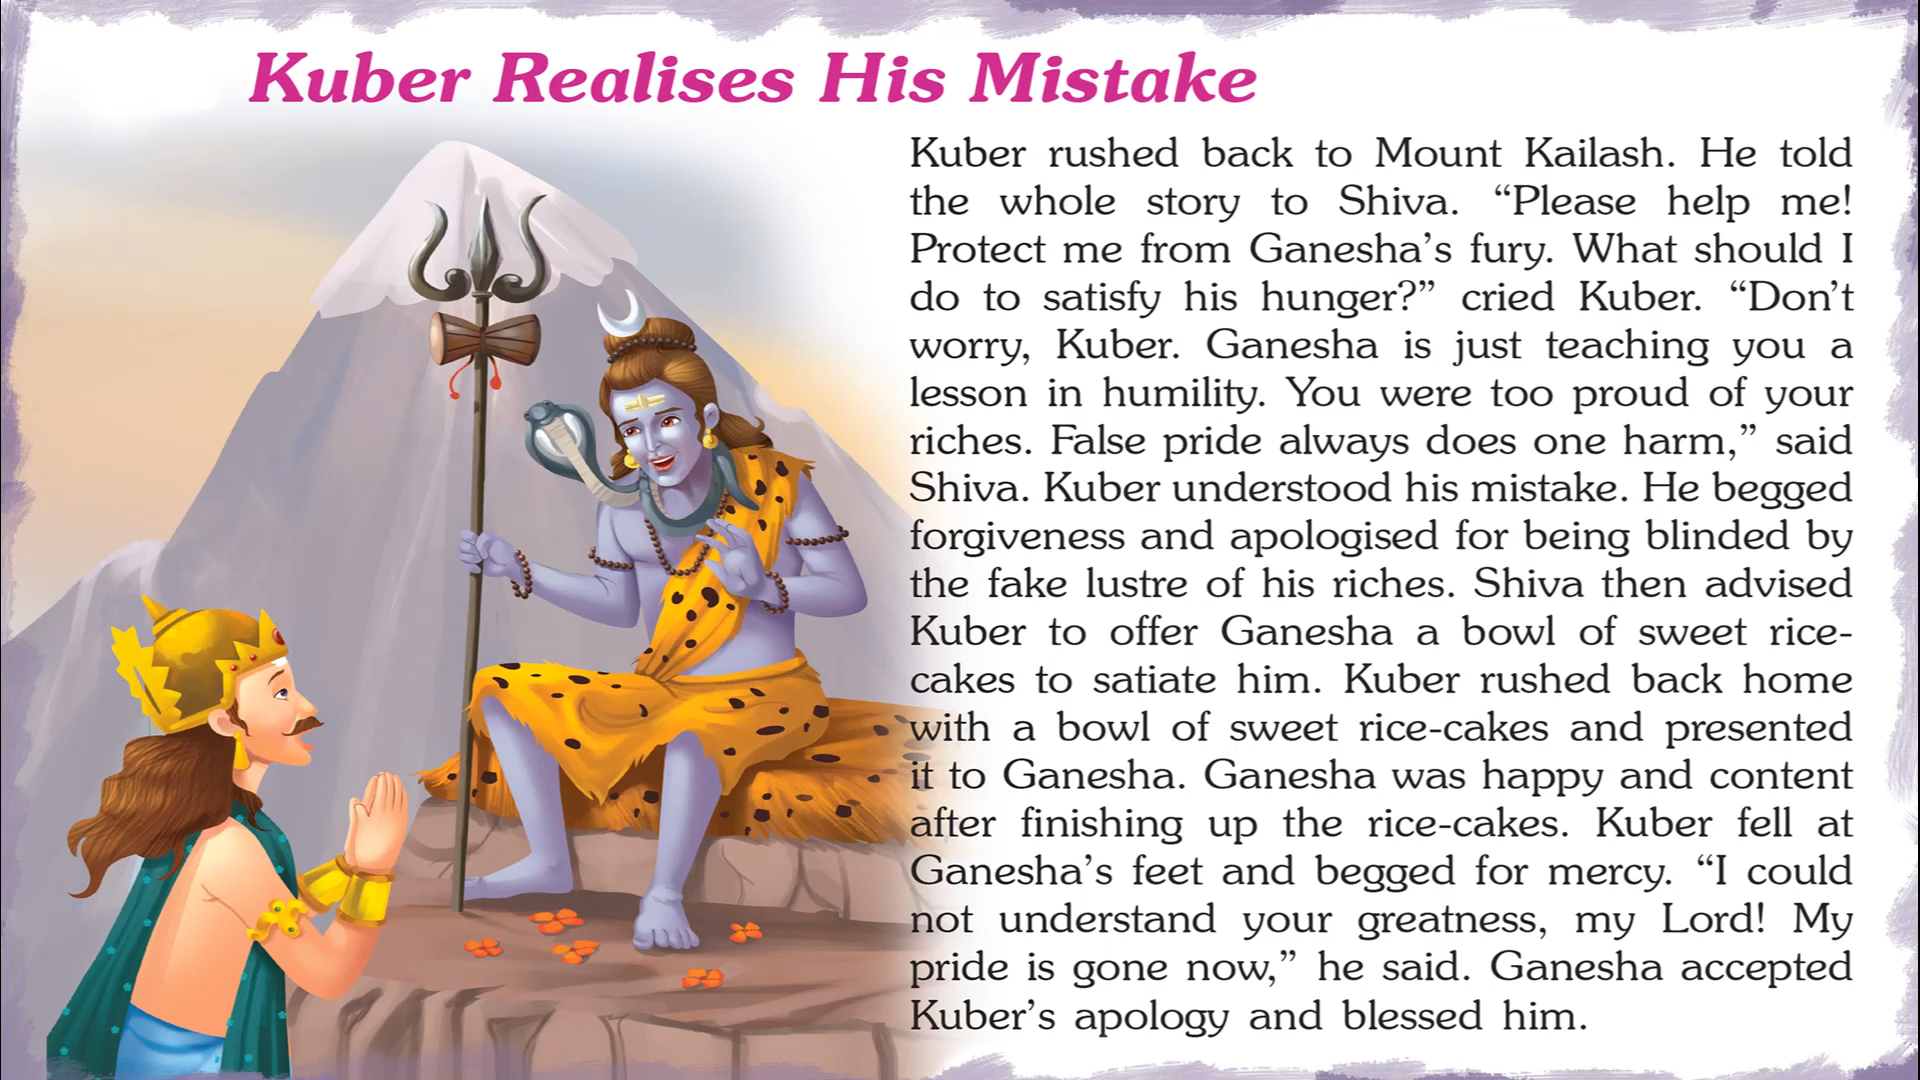 Kuber Realises His Mistake
Kuber rushed back to Mount Kailash. He told
the whole story to Shiva. “Please help me!
Protect me from Ganesha’s fury. What should I
do to satisfy his hunger?” cried Kuber. “Don’t
worry, Kuber. Ganesha is just teaching you a
lesson in humility. You were too proud of your
riches. False pride always does one harm,” said
Shiva. Kuber understood his mistake. He begged
forgiveness and apologised for being blinded by
the fake lustre of his riches. Shiva then advised
Kuber to offer Ganesha a bowl of sweet rice-
cakes to satiate him. Kuber rushed back home
with a bowl of sweet rice-cakes and presented
it to Ganesha. Ganesha was happy and content
after finishing up the rice-cakes. Kuber fell at
Ganesha’s feet and begged for mercy. “I could
not understand your greatness, my Lord! My
pride is gone now,” he said. Ganesha accepted
Kuber’s apology and blessed him.